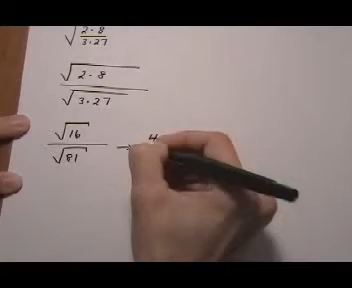 √(2·8 / 3·27)
√2·8 / √3·27
√16 / √81 → 4